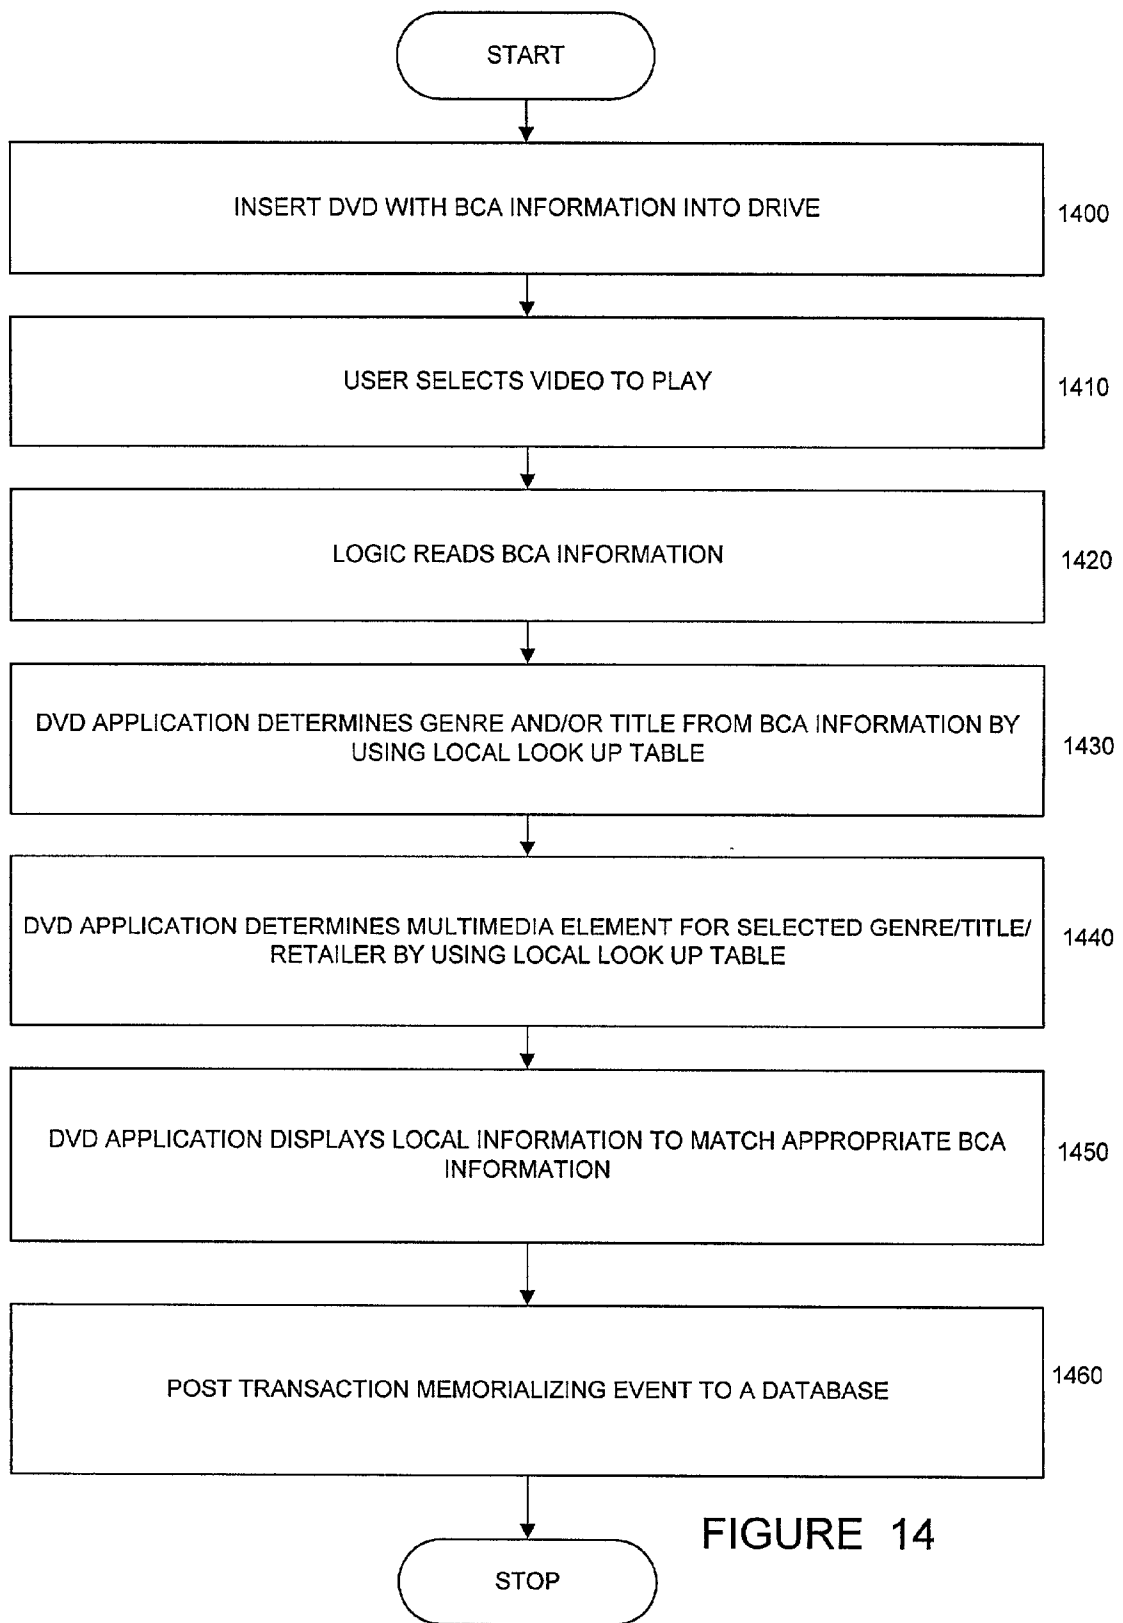 START
INSERT DVD WITH BCA INFORMATION INTO DRIVE
1400
USER SELECTS VIDEO TO PLAY
1410
LOGIC READS BCA INFORMATION
1420
DVD APPLICATION DETERMINES GENRE AND/OR TITLE FROM BCA INFORMATION BY
USING LOCAL LOOK UP TABLE
1430
DVD APPLICATION DETERMINES MULTIMEDIA ELEMENT FOR SELECTED GENRE/TITLE/
RETAILER BY USING LOCAL LOOK UP TABLE
1440
DVD APPLICATION DISPLAYS LOCAL INFORMATION TO MATCH APPROPRIATE BCA
INFORMATION
1450
POST TRANSACTION MEMORIALIZING EVENT TO A DATABASE
1460
FIGURE 14
STOP